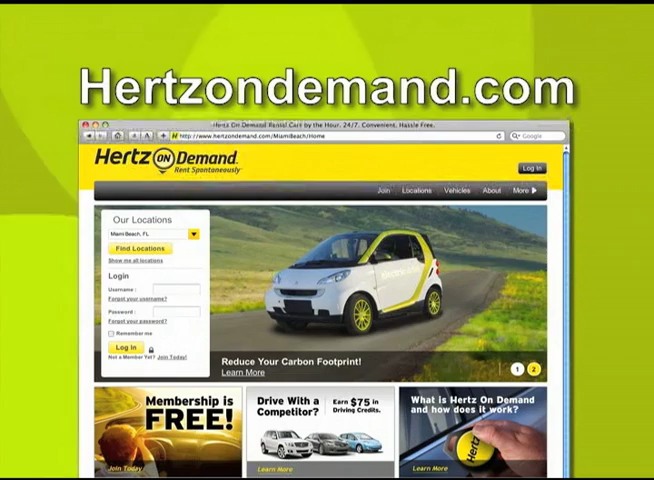 Hertzondemand.com
Hertz On Demand Rental Cars by the Hour. 24/7. Convenient. Hassle Free.
http://www.hertzondemand.com/MiamiBeach/Home
Google
Hertz ON Demand
Rent Spontaneously
Log In
Join Locations Vehicles About More
Our Locations
Miami Beach, FL
Find Locations
Show me all locations
Login
Username :
Forgot your username?
Password :
Forgot your password?
Remember me
Log In
Not a Member Yet? Join Today!
Reduce Your Carbon Footprint!
Learn More
1 2
Membership is
FREE!
Join Today
Drive With a
Competitor?
Earn $75 in
Driving Credits.
Learn More
What is Hertz On Demand
and how does it work?
Hertz
Learn More